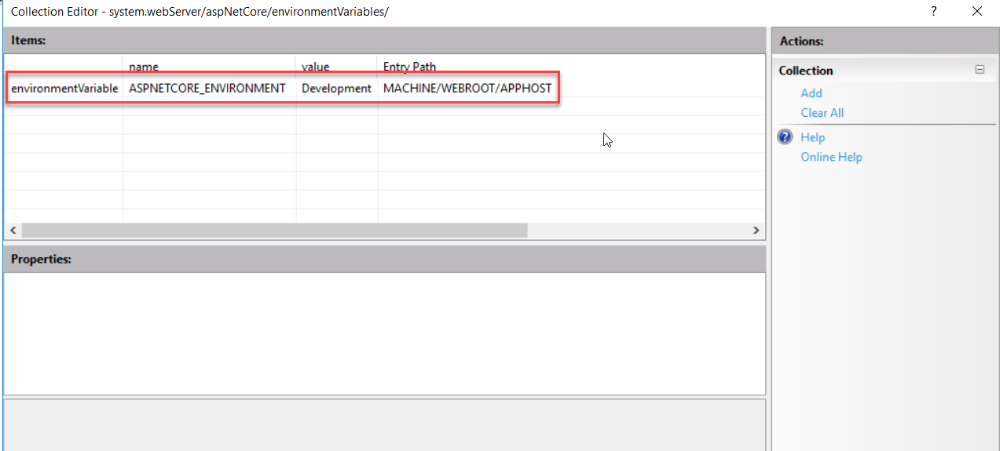 Collection Editor - system.webServer/aspNetCore/environmentVariables/
?
Items:
name value Entry Path
environmentVariable ASPNETCORE_ENVIRONMENT Development MACHINE/WEBROOT/APPHOST
Properties:
Actions:
Collection
Add
Clear All
? Help
Online Help